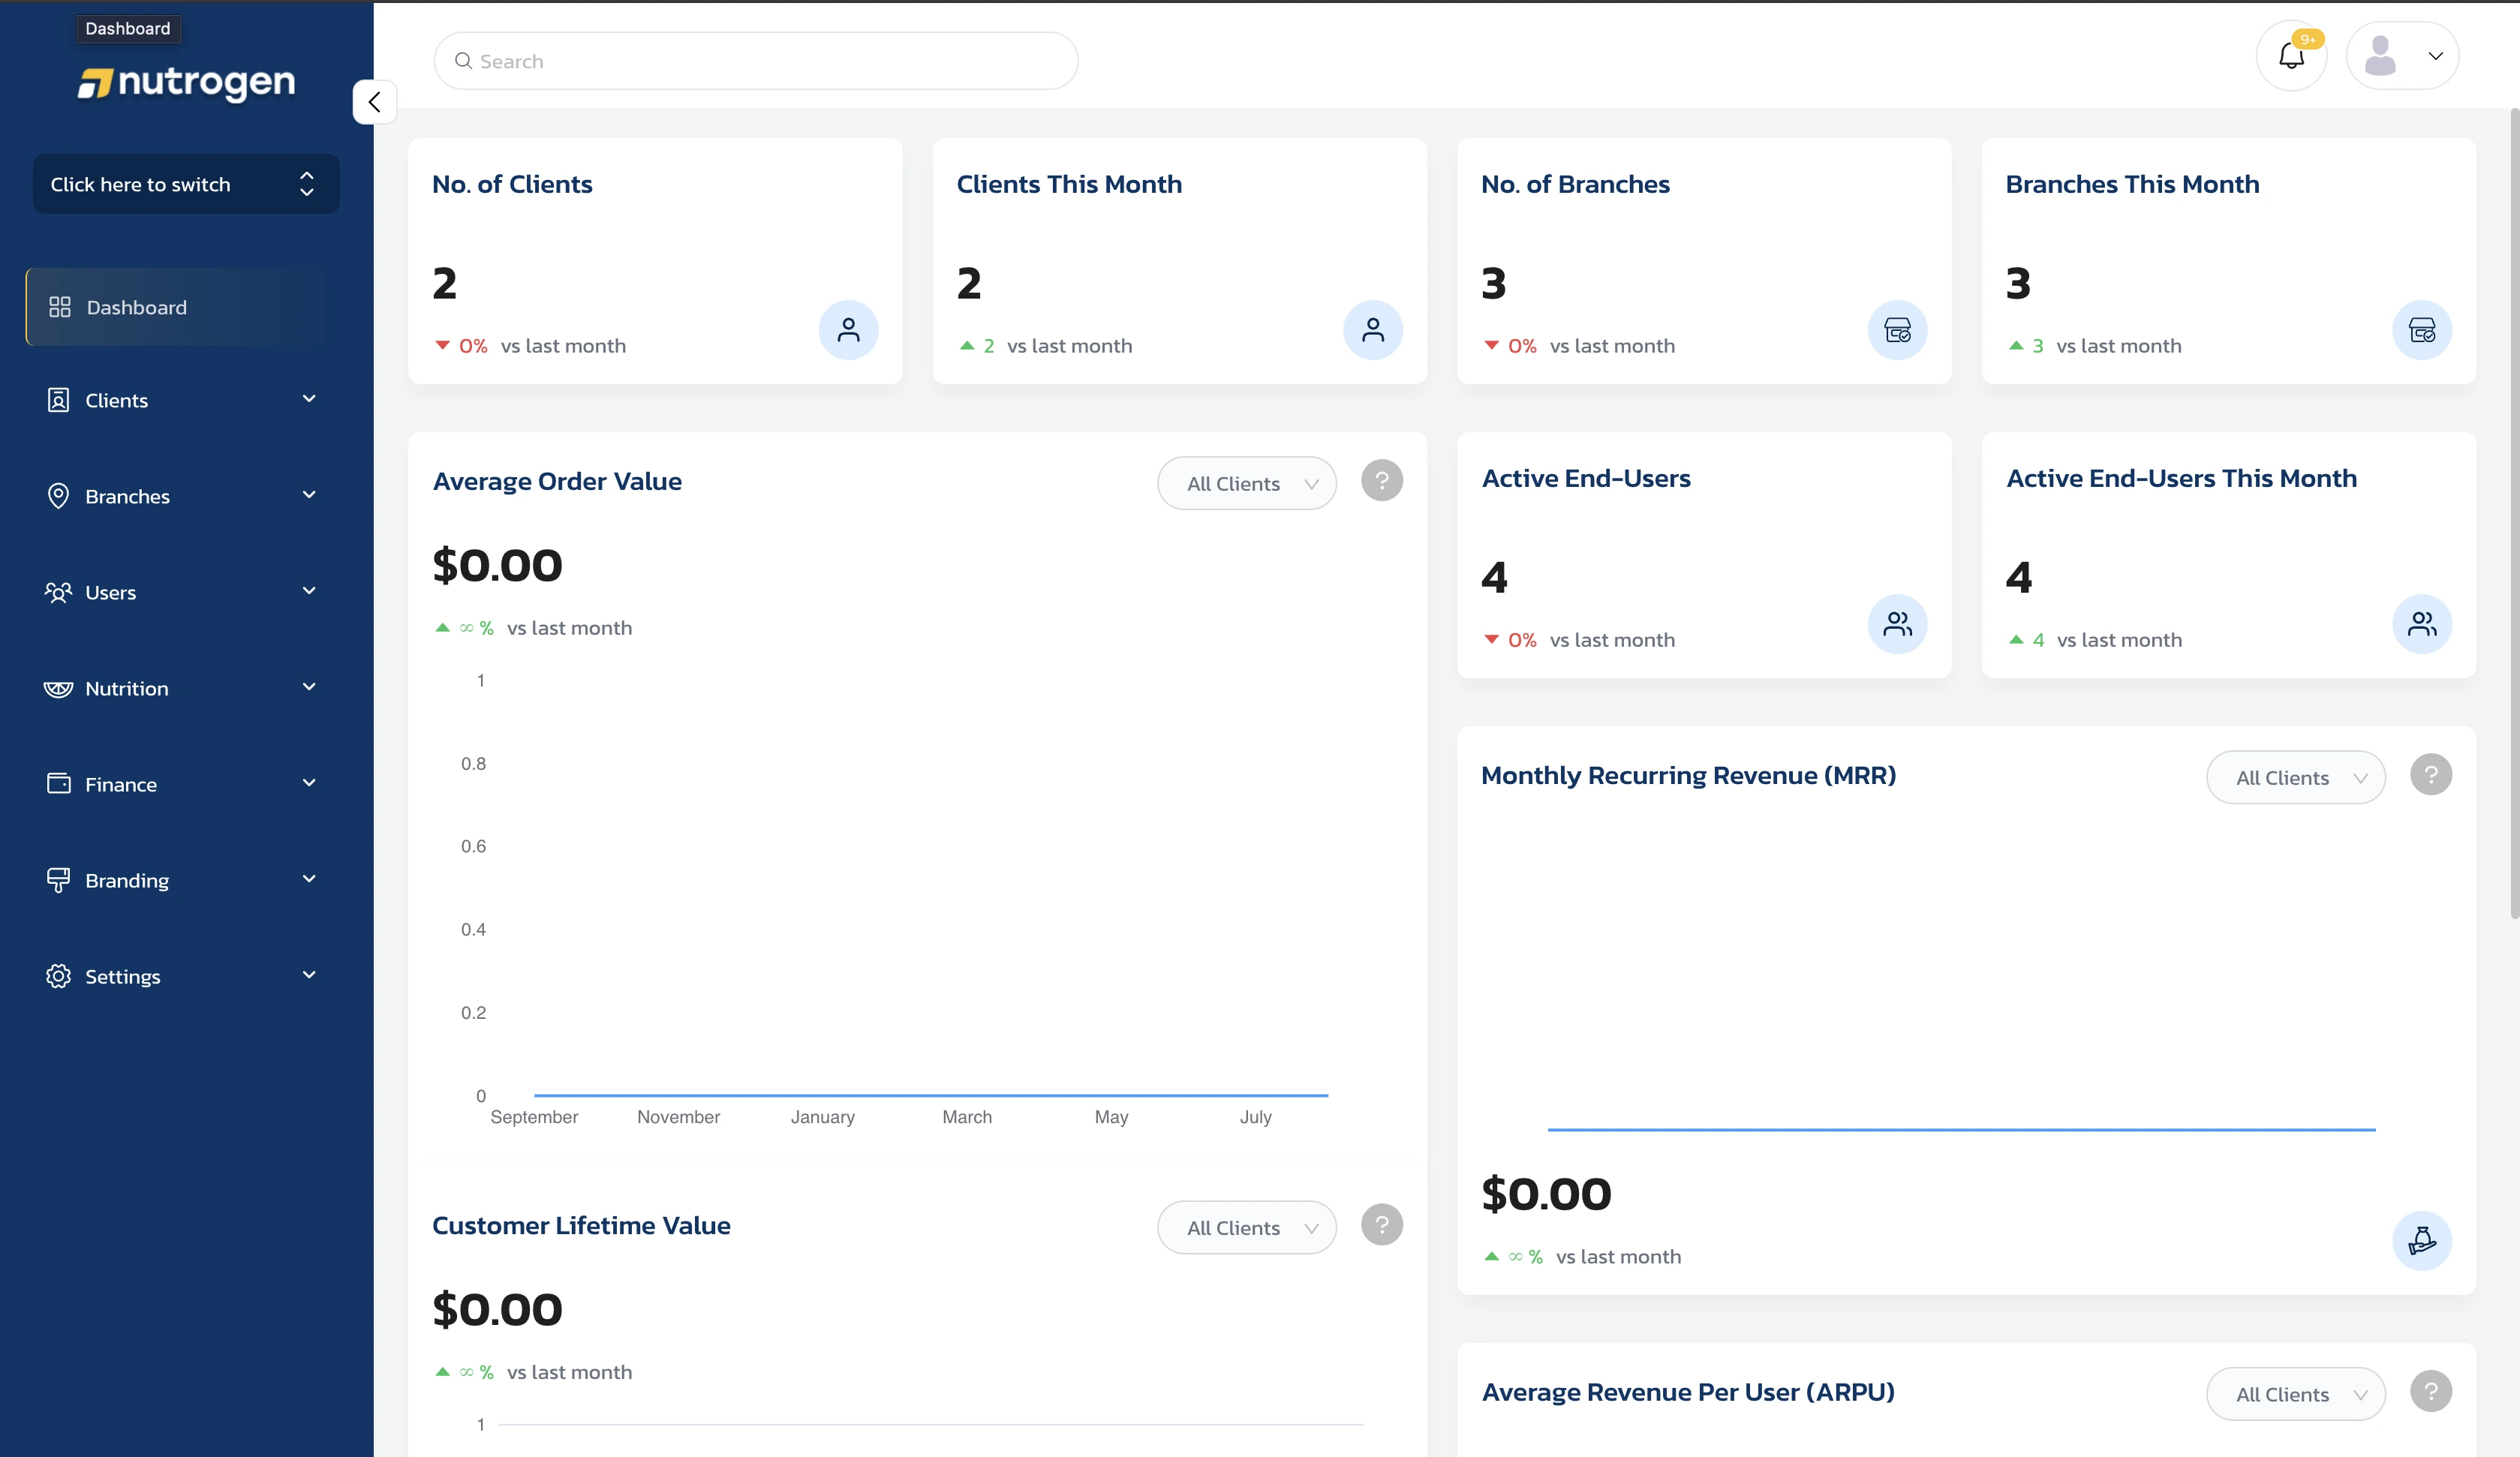 Dashboard
nutrogen
Click here to switch
Dashboard
Clients
Branches
Users
Nutrition
Finance
Branding
Settings
Search
9+
No. of Clients
2
0% vs last month
Clients This Month
2
2 vs last month
No. of Branches
3
0% vs last month
Branches This Month
3
3 vs last month
Average Order Value
All Clients
?
$0.00
∞ % vs last month
1
0.8
0.6
0.4
0.2
0
September November January March May July
Customer Lifetime Value
All Clients
?
$0.00
∞ % vs last month
1
Active End-Users
4
0% vs last month
Active End-Users This Month
4
4 vs last month
Monthly Recurring Revenue (MRR)
All Clients
?
$0.00
∞ % vs last month
Average Revenue Per User (ARPU)
All Clients
?